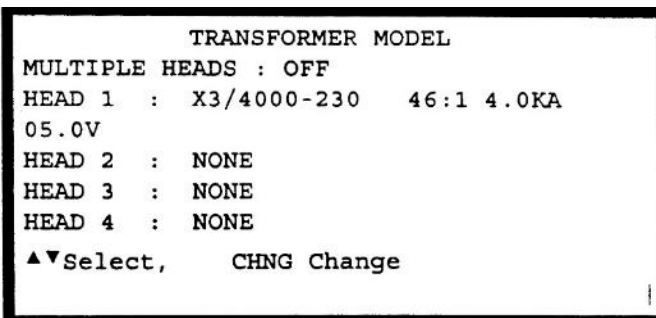 TRANSFORMER MODEL
MULTIPLE HEADS : OFF
HEAD 1 : X3/4000-230 46:1 4.0KA
05.0V
HEAD 2 : NONE
HEAD 3 : NONE
HEAD 4 : NONE
▲▼Select, CHNG Change